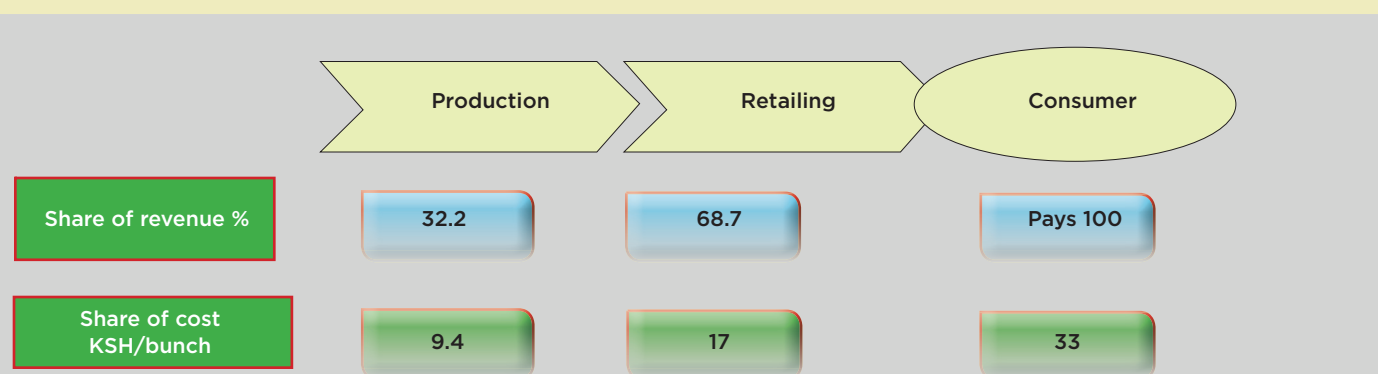 Production
Retailing
Consumer
Share of revenue %
32.2
68.7
Pays 100
Share of cost
KSH/bunch
9.4
17
33